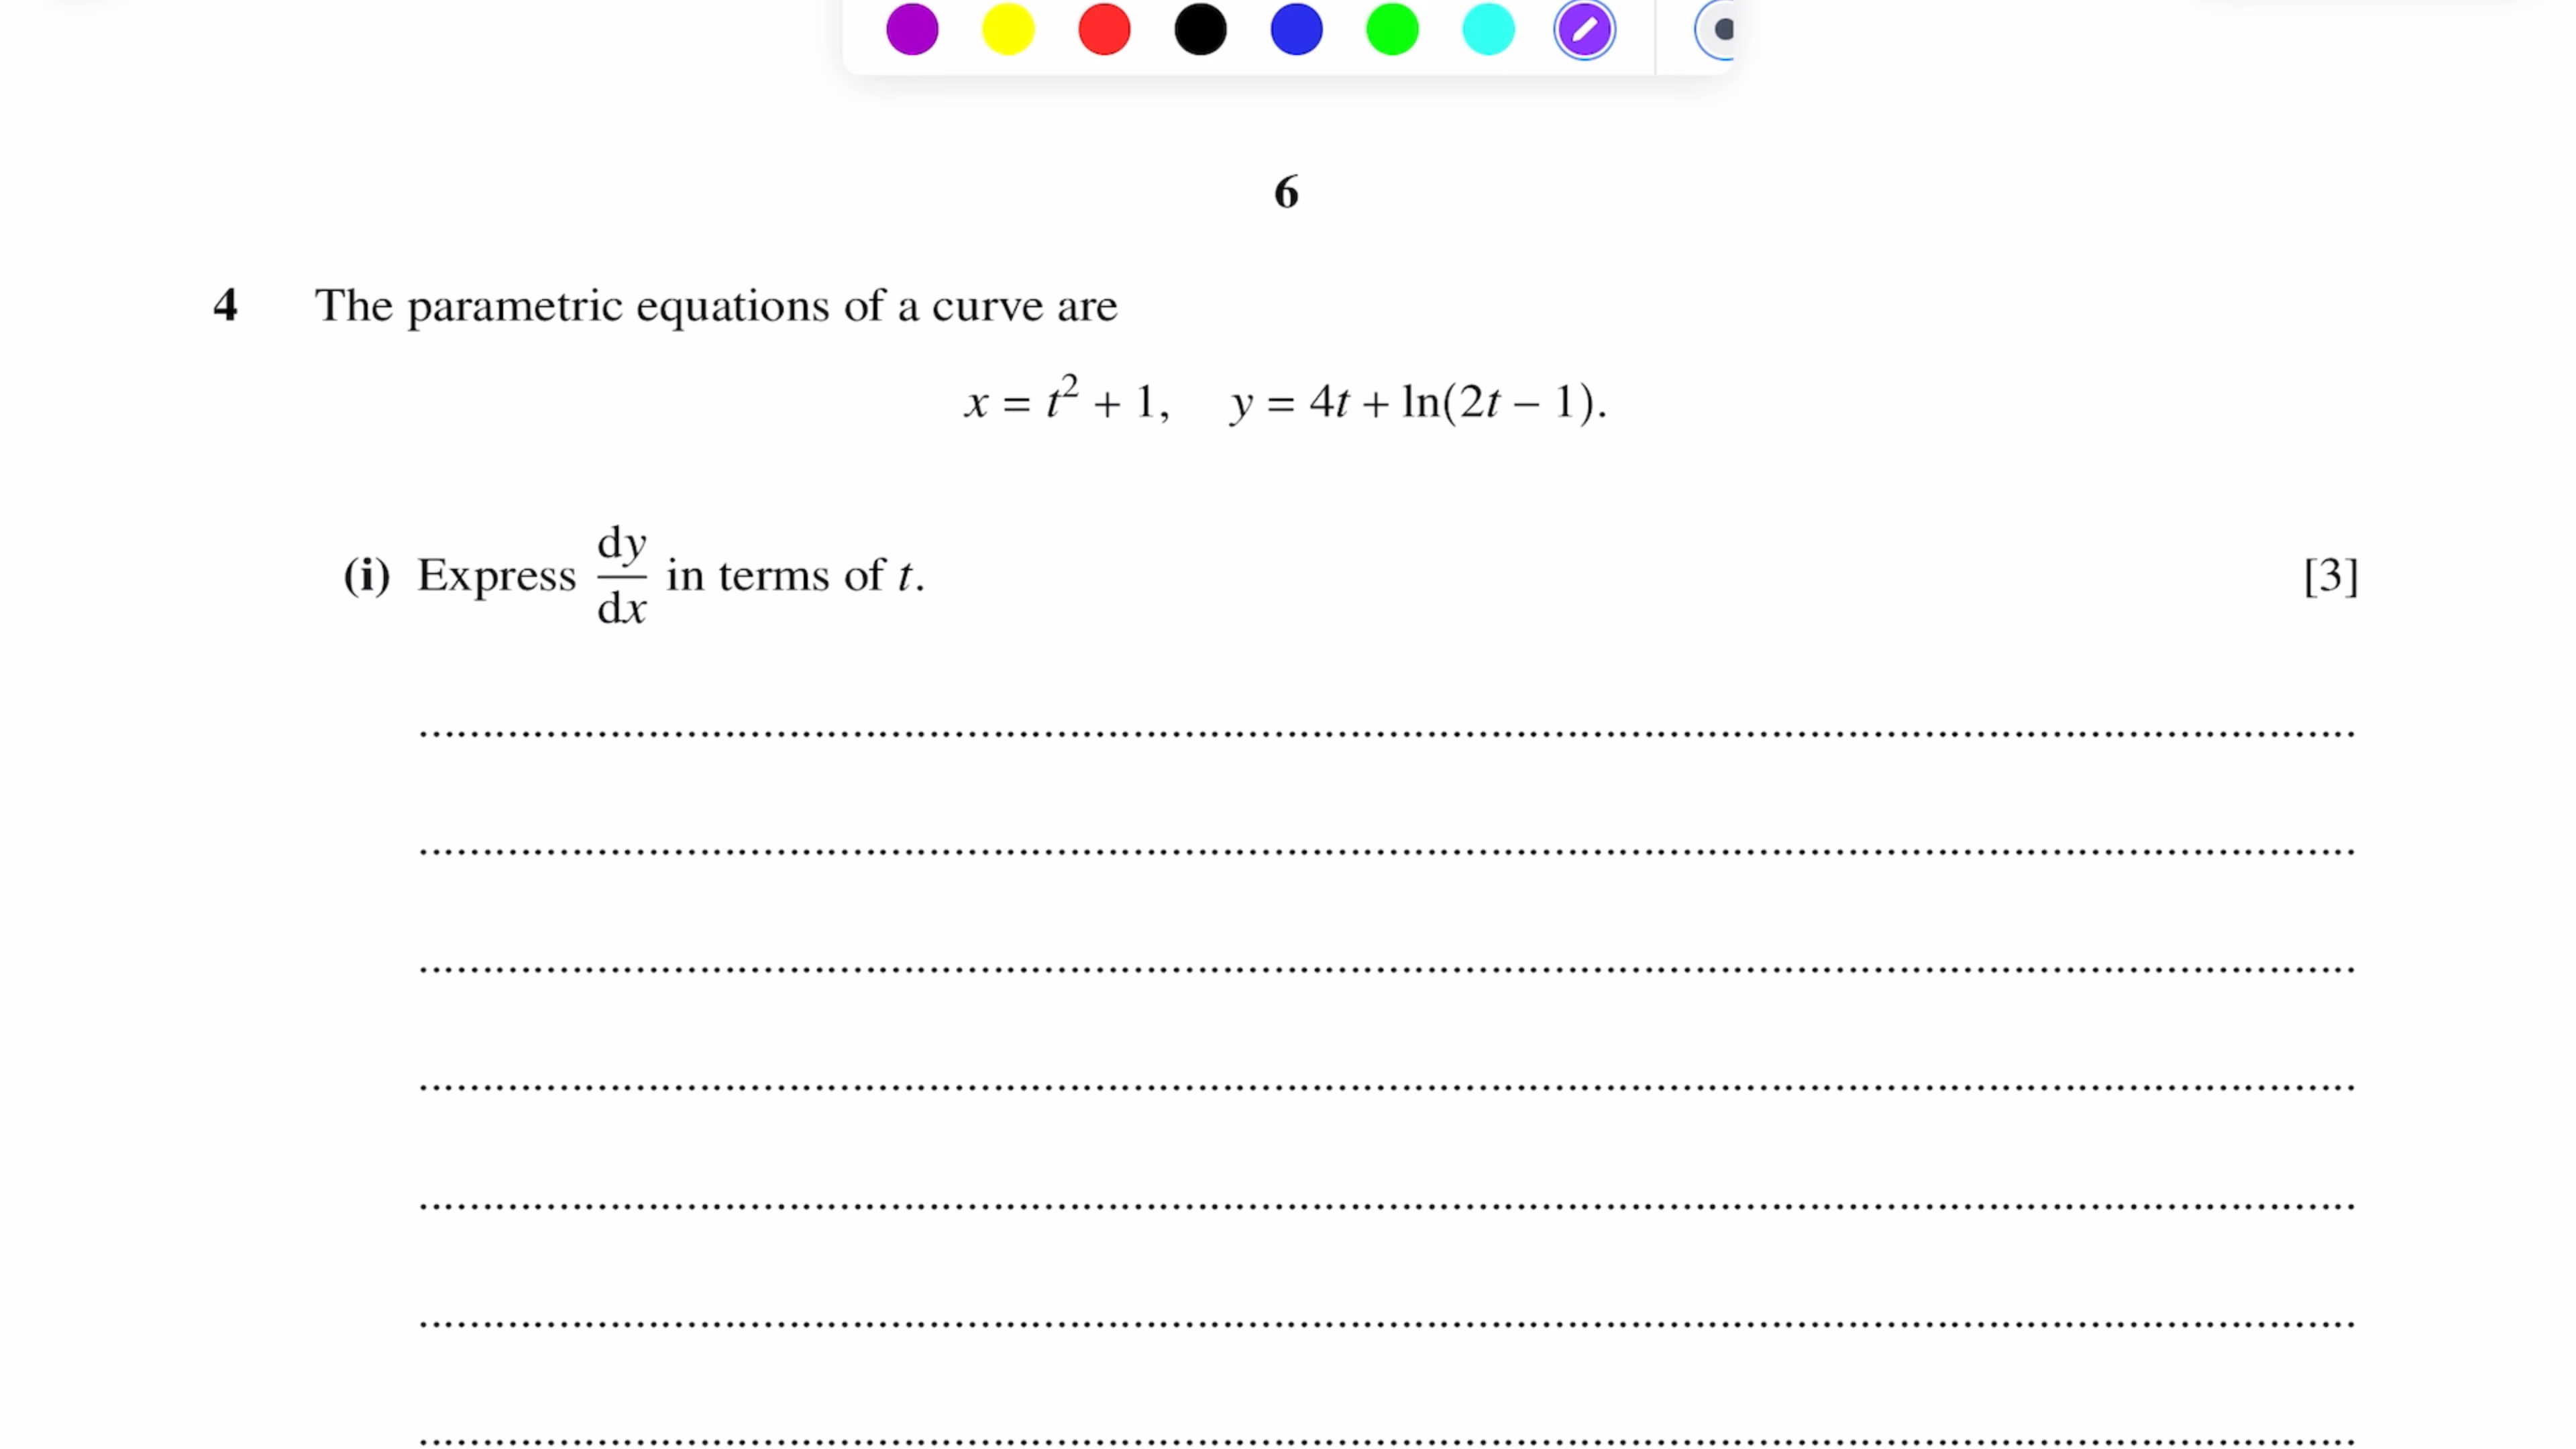 6
4 The parametric equations of a curve are
x = t² + 1, y = 4t + ln(2t − 1).
(i) Express dy/dx in terms of t. [3]